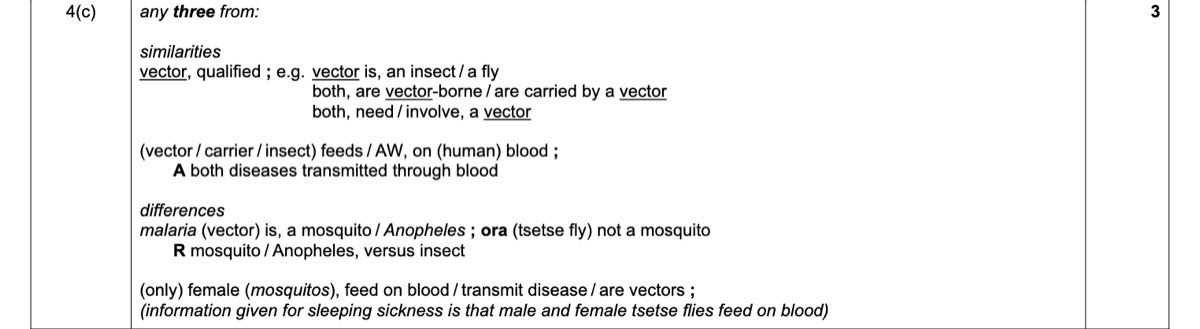 4(c) any three from: 3
similarities
vector, qualified ; e.g. vector is, an insect / a fly
both, are vector-borne / are carried by a vector
both, need / involve, a vector
(vector / carrier / insect) feeds / AW, on (human) blood ;
A both diseases transmitted through blood
differences
malaria (vector) is, a mosquito / Anopheles ; ora (tsetse fly) not a mosquito
R mosquito / Anopheles, versus insect
(only) female (mosquitos), feed on blood / transmit disease / are vectors ;
(information given for sleeping sickness is that male and female tsetse flies feed on blood)